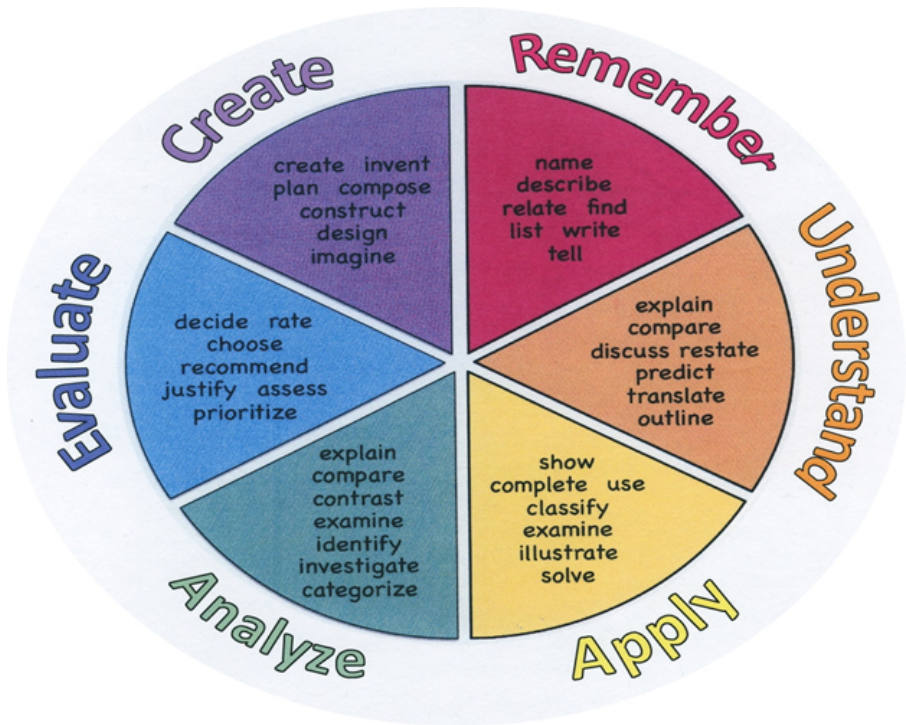 Remember
name
describe
relate find
list write
tell
Understand
explain
compare
discuss restate
predict
translate
outline
Apply
show
complete use
classify
examine
illustrate
solve
Analyze
explain
compare
contrast
examine
identify
investigate
categorize
Evaluate
decide rate
choose
recommend
justify assess
prioritize
Create
create invent
plan compose
construct
design
imagine